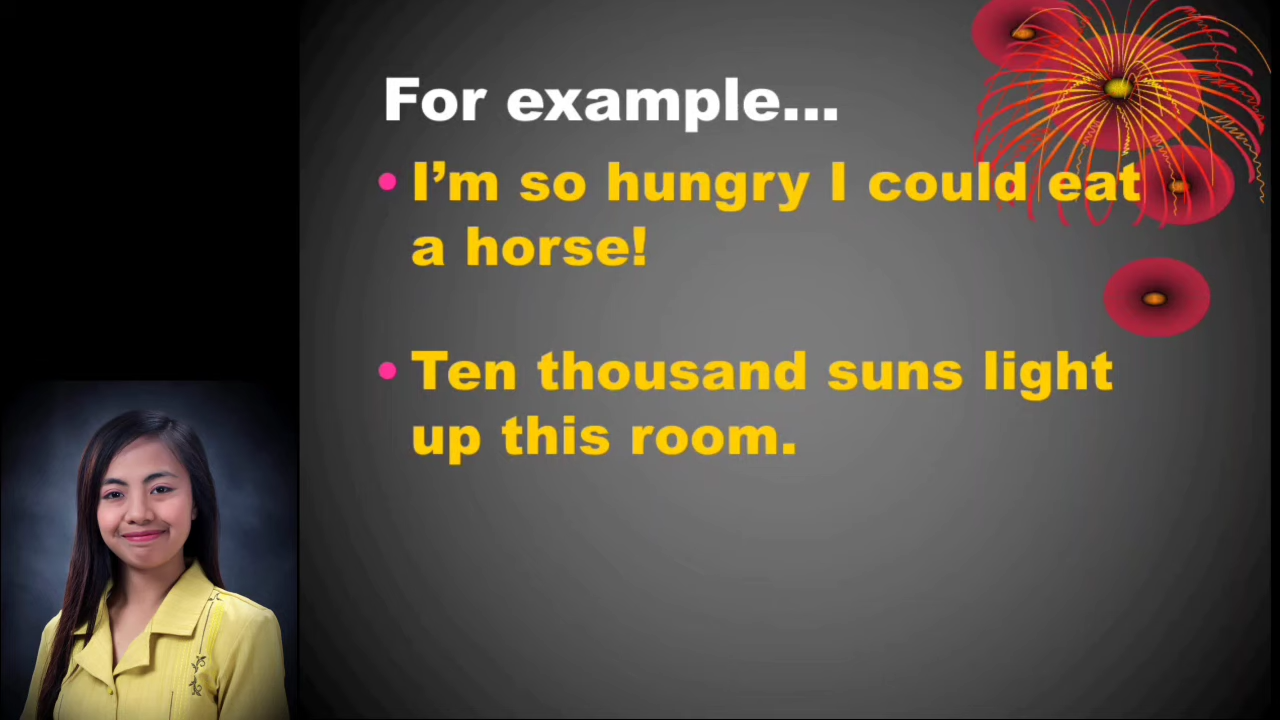 For example...
• I’m so hungry I could eat
a horse!
• Ten thousand suns light
up this room.